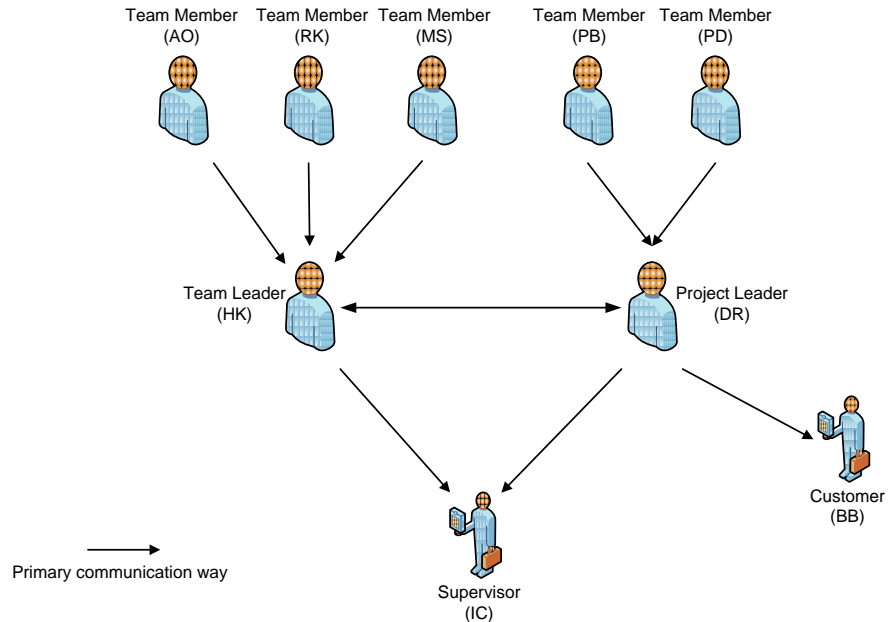 Team Member
(AO)
Team Member
(RK)
Team Member
(MS)
Team Member
(PB)
Team Member
(PD)
Team Leader
(HK)
Project Leader
(DR)
Customer
(BB)
Primary communication way
Supervisor
(IC)